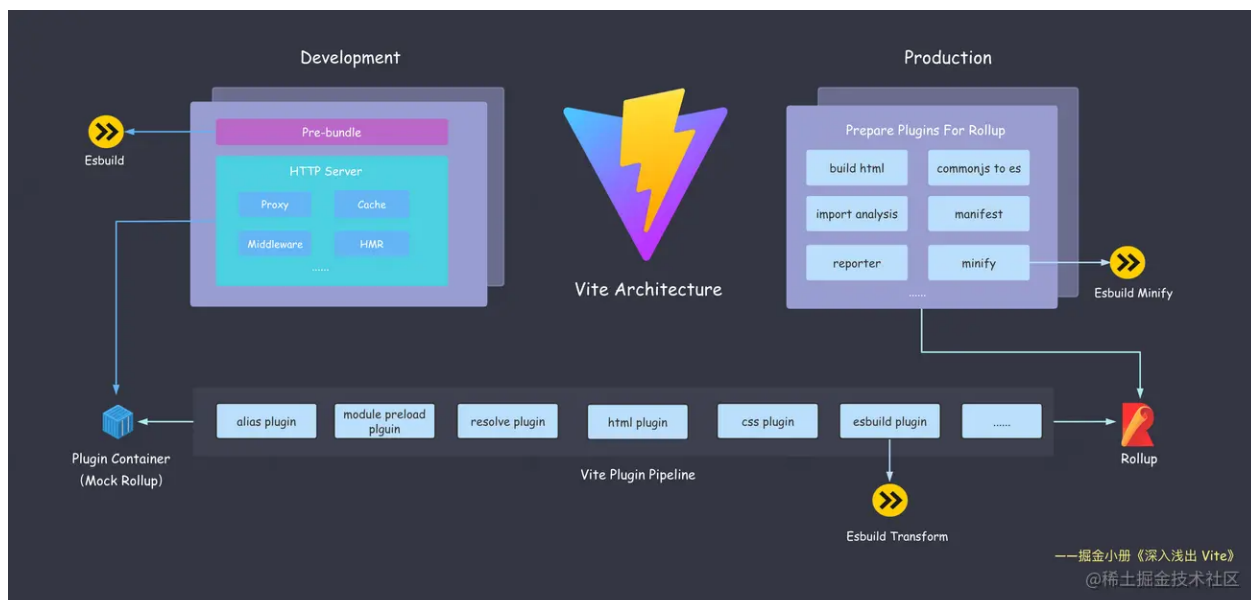 Development
Production
Pre-bundle
Esbuild
HTTP Server
Proxy
Cache
Middleware
HMR
......
Vite Architecture
Prepare Plugins For Rollup
build html
commonjs to es
import analysis
manifest
reporter
minify
......
Esbuild Minify
alias plugin
module preload
plguin
resolve plugin
html plugin
css plugin
esbuild plugin
......
Plugin Container
(Mock Rollup)
Vite Plugin Pipeline
Rollup
Esbuild Transform
——掘金小册《深入浅出 Vite》
@稀土掘金技术社区